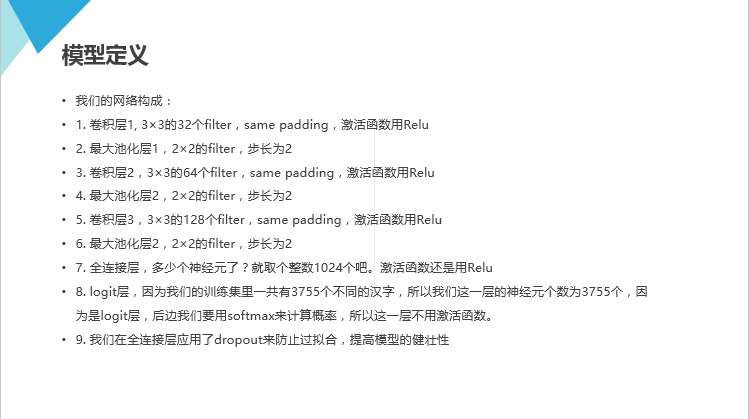 模型定义
• 我们的网络构成：
• 1. 卷积层1, 3×3的32个filter，same padding，激活函数用Relu
• 2. 最大池化层1，2×2的filter，步长为2
• 3. 卷积层2，3×3的64个filter，same padding，激活函数用Relu
• 4. 最大池化层2，2×2的filter，步长为2
• 5. 卷积层3，3×3的128个filter，same padding，激活函数用Relu
• 6. 最大池化层2，2×2的filter，步长为2
• 7. 全连接层，多少个神经元了？就取个整数1024个吧。激活函数还是用Relu
• 8. logit层，因为我们的训练集里一共有3755个不同的汉字，所以我们这一层的神经元个数为3755个，因
为是logit层，后边我们要用softmax来计算概率，所以这一层不用激活函数。
• 9. 我们在全连接层应用了dropout来防止过拟合，提高模型的健壮性